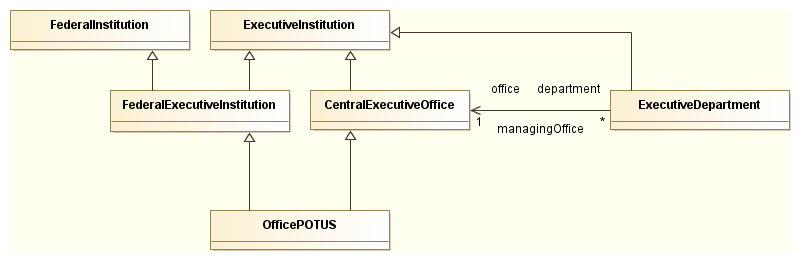 FederalInstitution
ExecutiveInstitution
FederalExecutiveInstitution
CentralExecutiveOffice
office
department
ExecutiveDepartment
1
managingOffice
*
OfficePOTUS